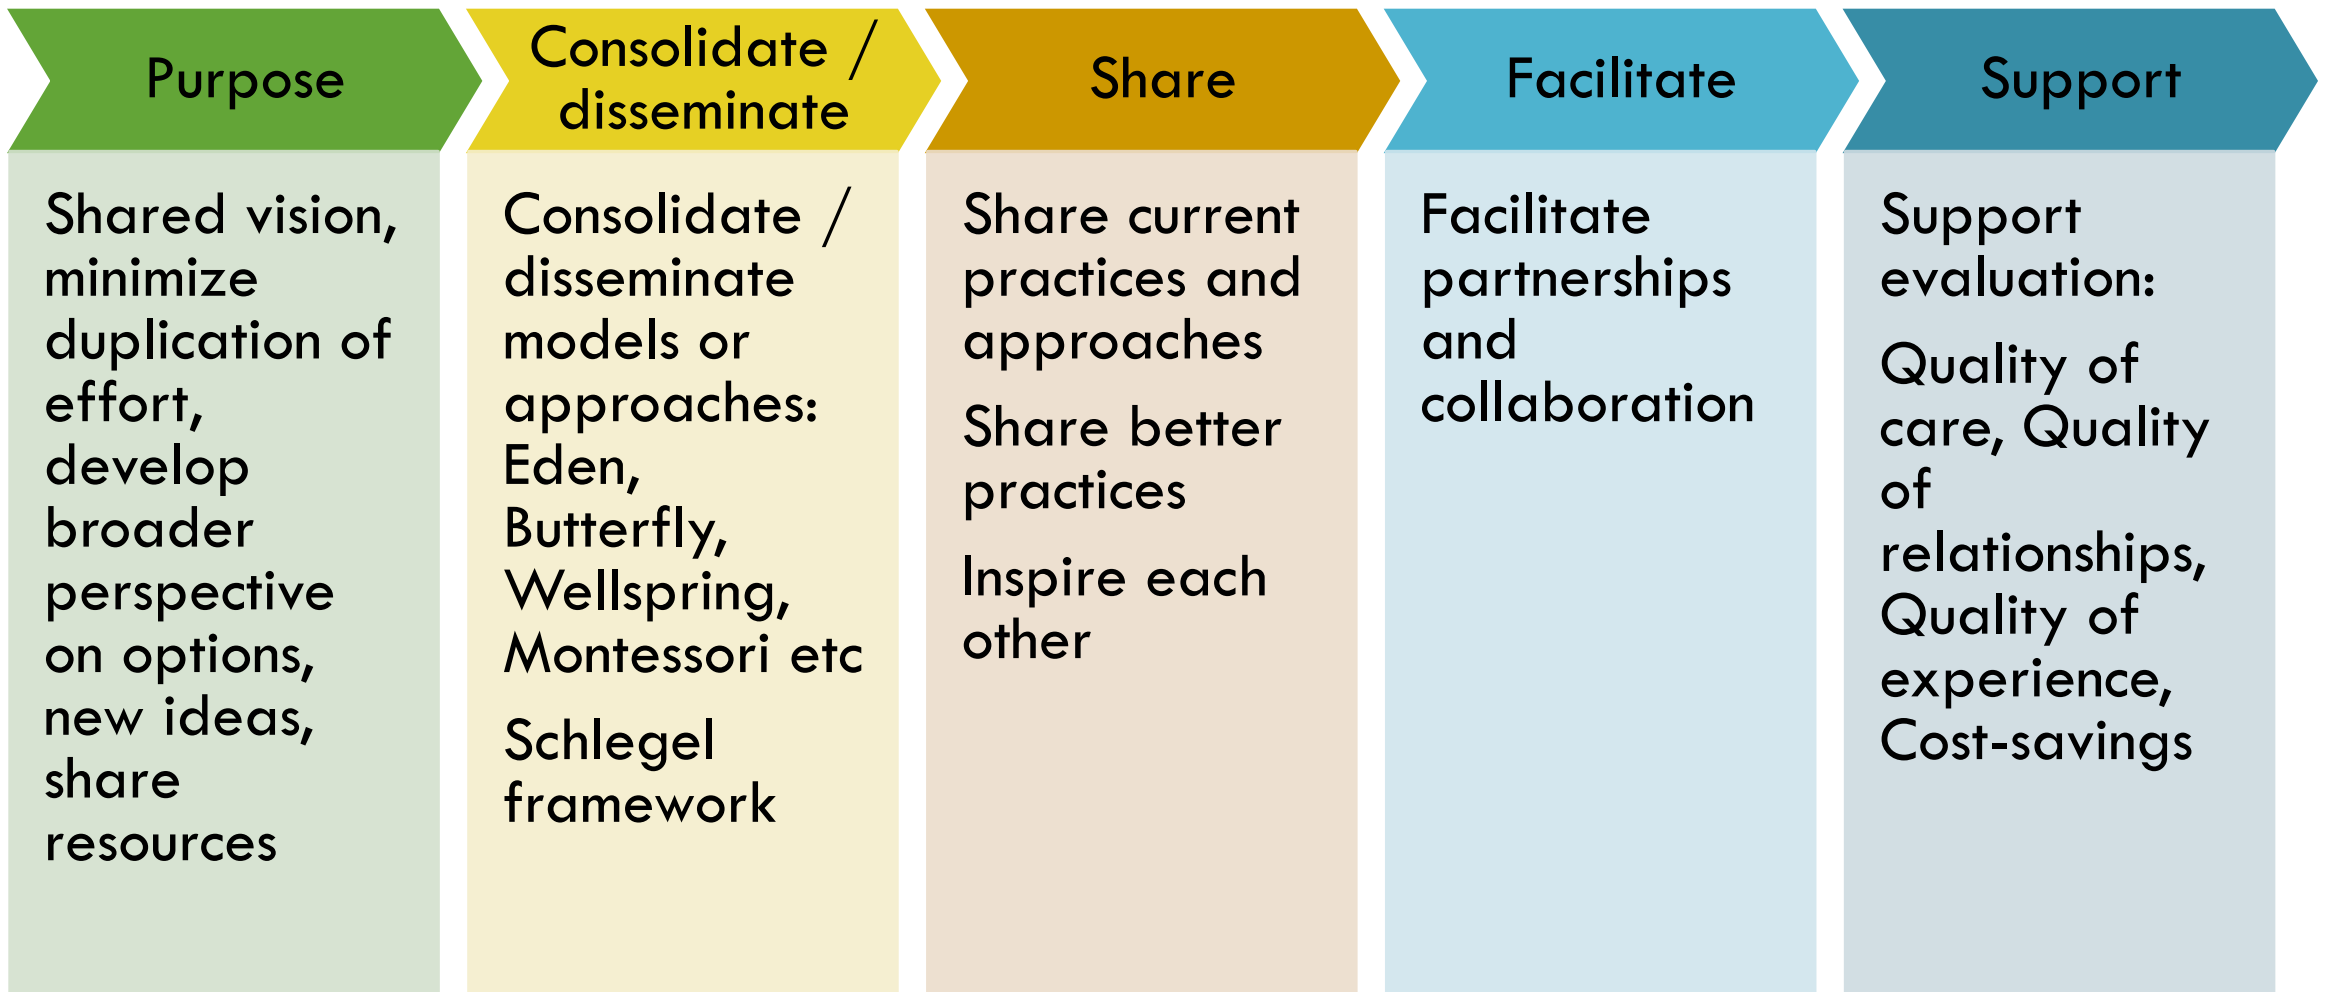 Purpose
Shared vision,
minimize
duplication of
effort,
develop
broader
perspective
on options,
new ideas,
share
resources
Consolidate /
disseminate
Consolidate /
disseminate
models or
approaches:
Eden,
Butterfly,
Wellspring,
Montessori etc
Schlegel
framework
Share
Share current
practices and
approaches
Share better
practices
Inspire each
other
Facilitate
Facilitate
partnerships
and
collaboration
Support
Support
evaluation:
Quality of
care, Quality
of
relationships,
Quality of
experience,
Cost-savings